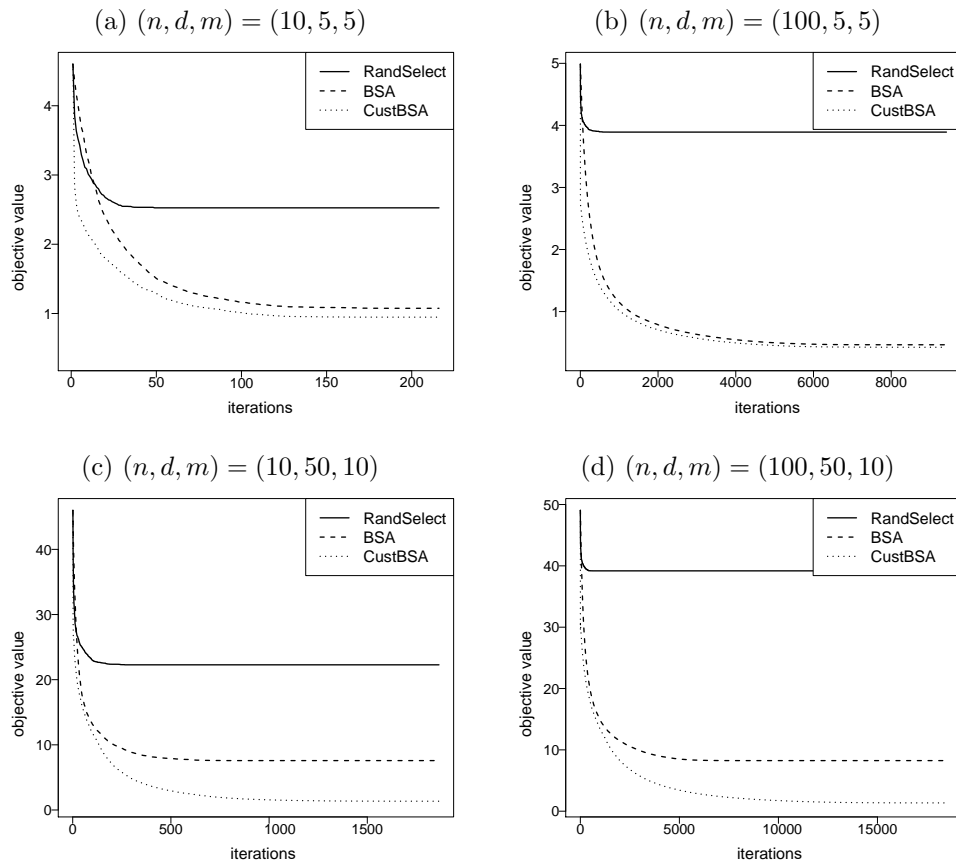 (a) (n, d, m) = (10, 5, 5)
RandSelect
BSA
CustBSA
objective value
4
3
2
1
0
50
100
150
200
iterations
(b) (n, d, m) = (100, 5, 5)
RandSelect
BSA
CustBSA
objective value
5
4
3
2
1
0
2000
4000
6000
8000
iterations
(c) (n, d, m) = (10, 50, 10)
RandSelect
BSA
CustBSA
objective value
40
30
20
10
0
0
500
1000
1500
iterations
(d) (n, d, m) = (100, 50, 10)
RandSelect
BSA
CustBSA
objective value
50
40
30
20
10
0
0
5000
10000
15000
iterations